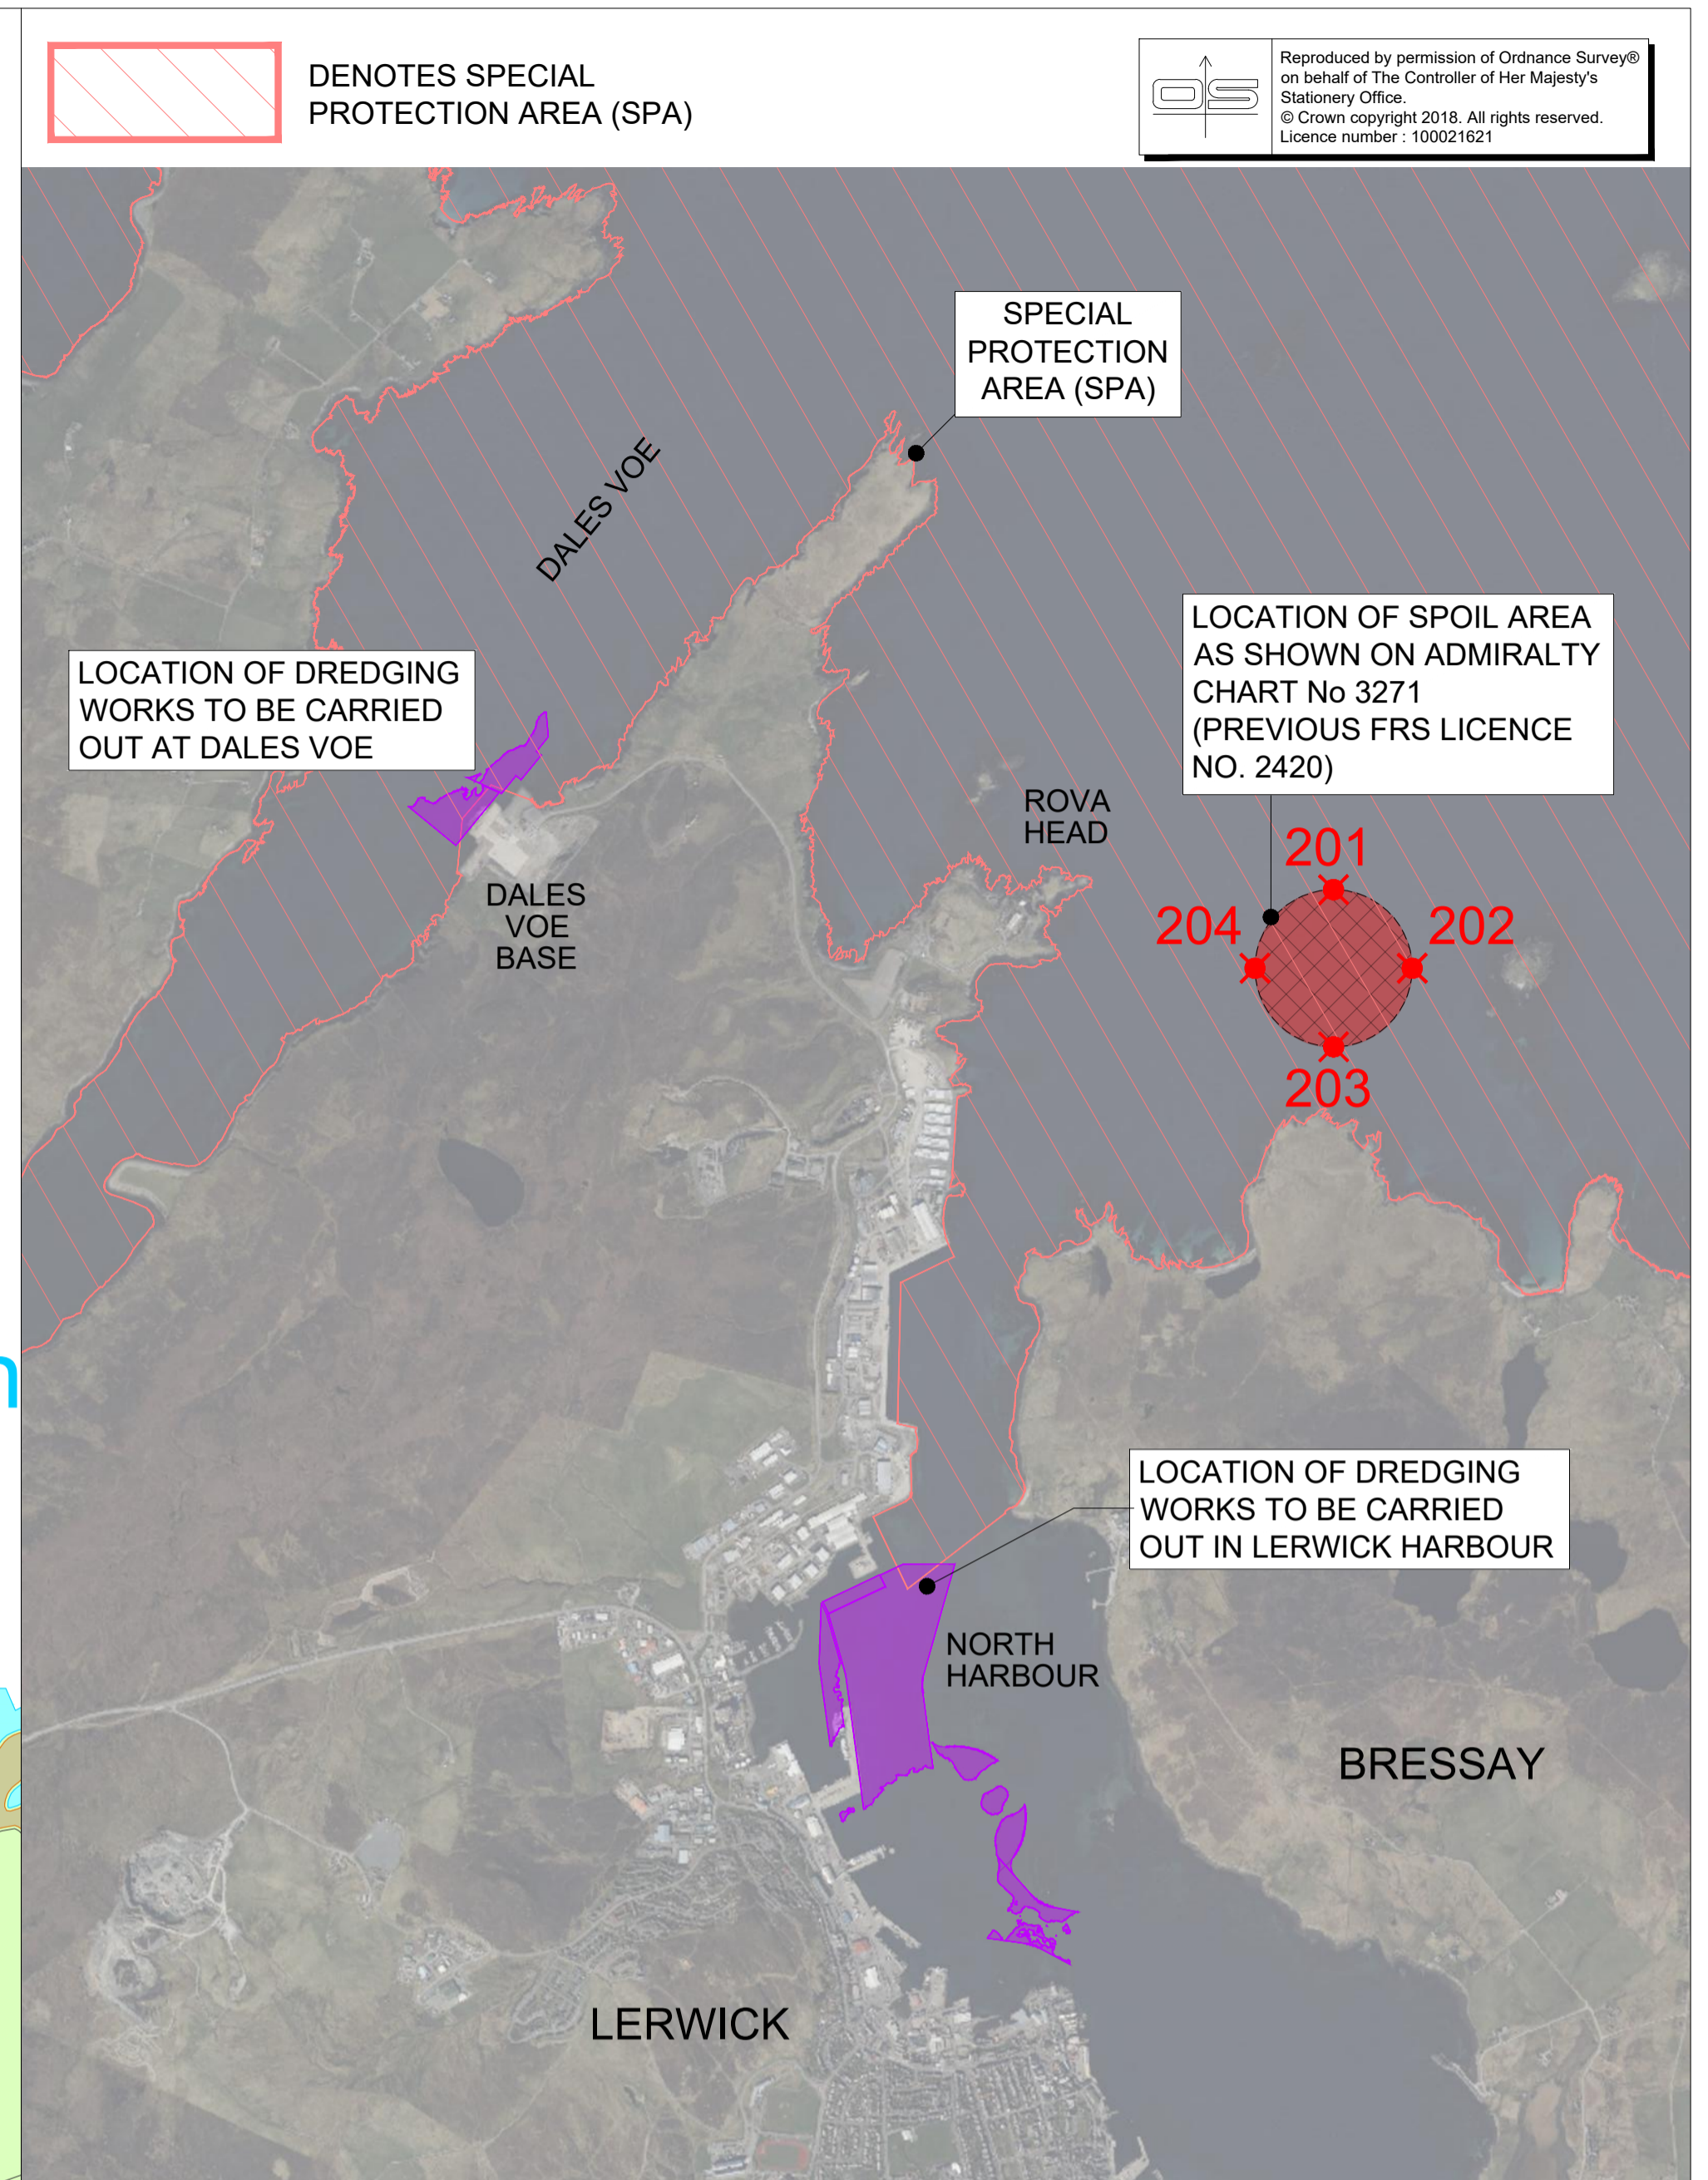 DENOTES SPECIAL
PROTECTION AREA (SPA)
OS
Reproduced by permission of Ordnance Survey®
on behalf of The Controller of Her Majesty's
Stationery Office.
© Crown copyright 2018. All rights reserved.
Licence number : 100021621
SPECIAL
PROTECTION
AREA (SPA)
DALES VOE
LOCATION OF SPOIL AREA
AS SHOWN ON ADMIRALTY
CHART No 3271
(PREVIOUS FRS LICENCE
NO. 2420)
LOCATION OF DREDGING
WORKS TO BE CARRIED
OUT AT DALES VOE
ROVA
HEAD
201
204
202
203
DALES
VOE
BASE
LOCATION OF DREDGING
WORKS TO BE CARRIED
OUT IN LERWICK HARBOUR
NORTH
HARBOUR
BRESSAY
LERWICK